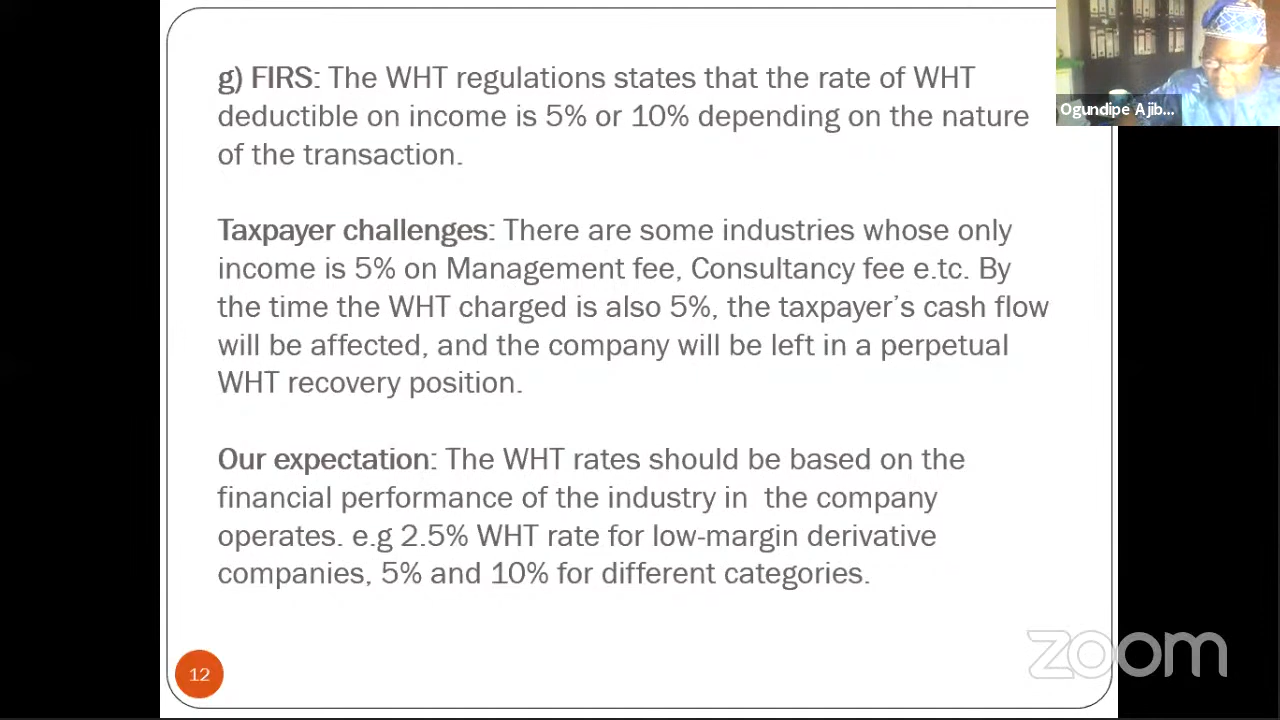 g) FIRS: The WHT regulations states that the rate of WHT
deductible on income is 5% or 10% depending on the nature
of the transaction.
Taxpayer challenges: There are some industries whose only
income is 5% on Management fee, Consultancy fee e.tc. By
the time the WHT charged is also 5%, the taxpayer’s cash flow
will be affected, and the company will be left in a perpetual
WHT recovery position.
Our expectation: The WHT rates should be based on the
financial performance of the industry in  the company
operates. e.g 2.5% WHT rate for low-margin derivative
companies, 5% and 10% for different categories.
12
Ogundipe Ajib...
zoom